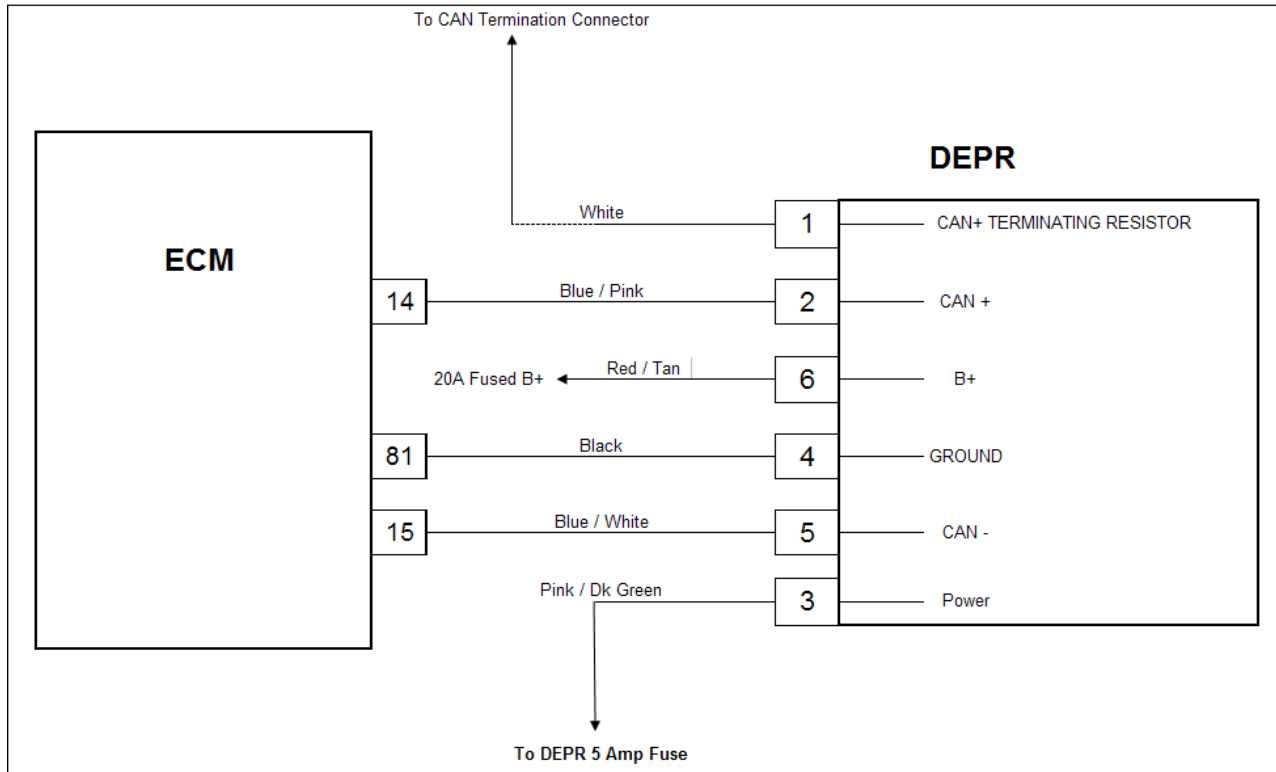 To CAN Termination Connector
DEPR
White
1
CAN+ TERMINATING RESISTOR
ECM
14
Blue / Pink
2
CAN +
20A Fused B+
Red / Tan
6
B+
81
Black
4
GROUND
15
Blue / White
5
CAN -
Pink / Dk Green
3
Power
To DEPR 5 Amp Fuse